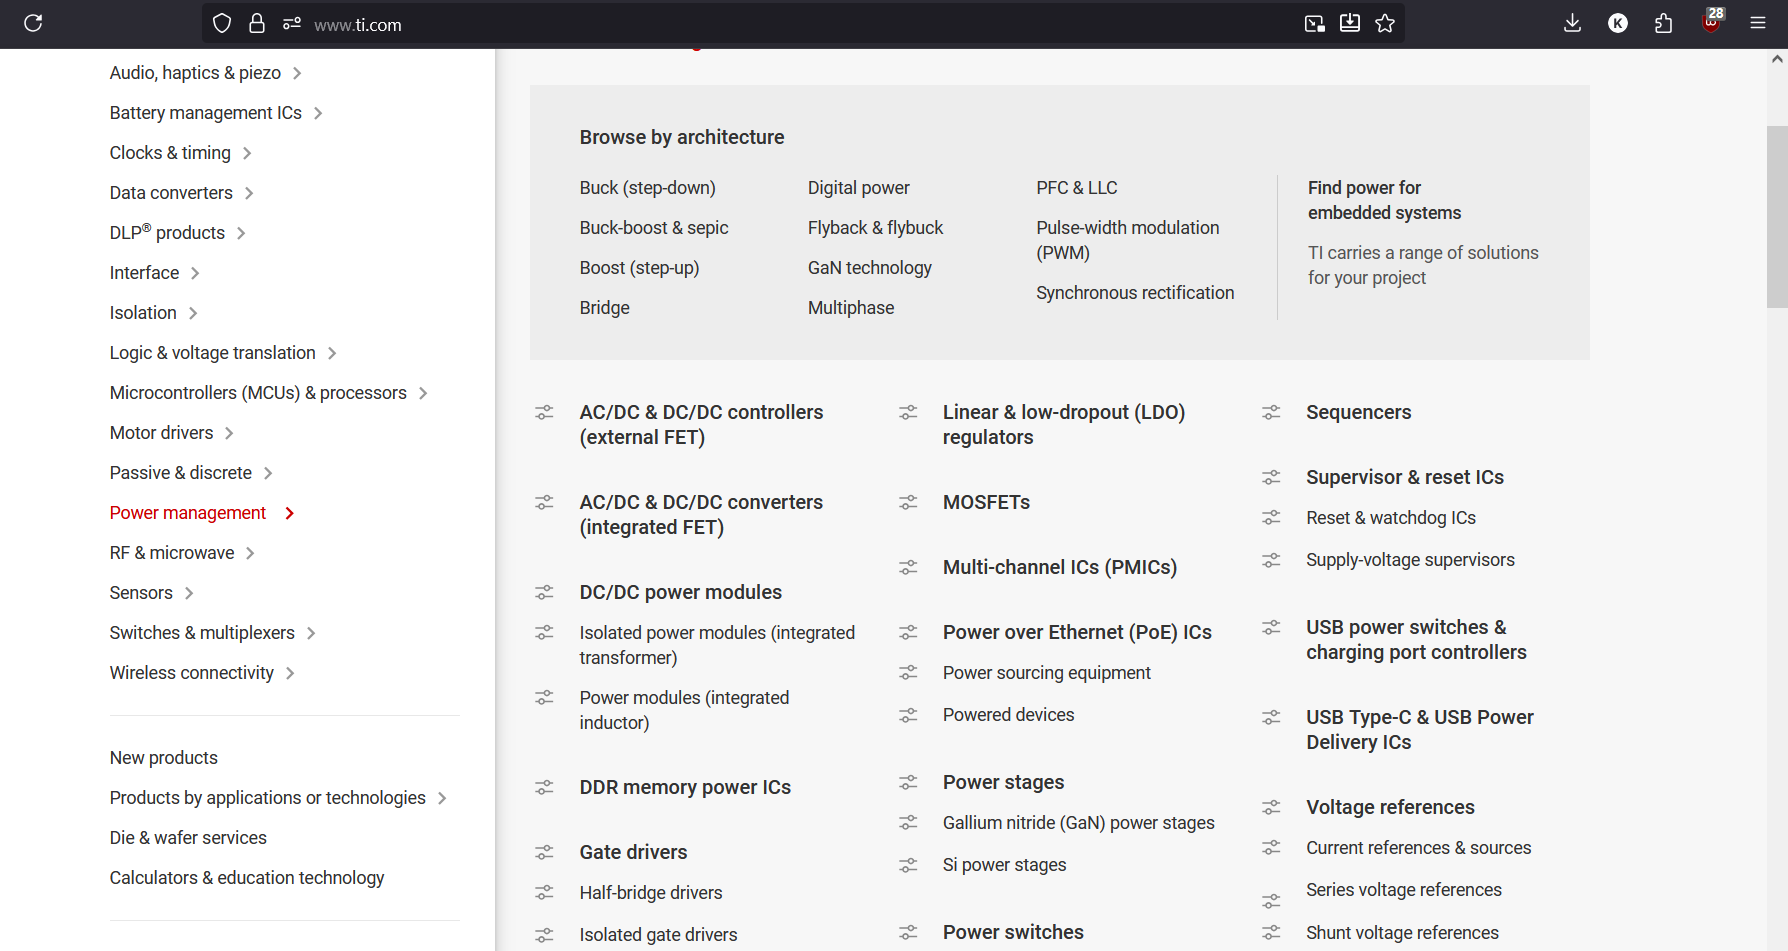 www.ti.com
K
28
Audio, haptics & piezo
Battery management ICs
Clocks & timing
Data converters
DLP® products
Interface
Isolation
Logic & voltage translation
Microcontrollers (MCUs) & processors
Motor drivers
Passive & discrete
Power management
RF & microwave
Sensors
Switches & multiplexers
Wireless connectivity
New products
Products by applications or technologies
Die & wafer services
Calculators & education technology
Browse by architecture
Buck (step-down)
Buck-boost & sepic
Boost (step-up)
Bridge
Digital power
Flyback & flybuck
GaN technology
Multiphase
PFC & LLC
Pulse-width modulation
(PWM)
Synchronous rectification
Find power for
embedded systems
TI carries a range of solutions
for your project
AC/DC & DC/DC controllers
(external FET)
AC/DC & DC/DC converters
(integrated FET)
DC/DC power modules
Isolated power modules (integrated
transformer)
Power modules (integrated
inductor)
DDR memory power ICs
Gate drivers
Half-bridge drivers
Isolated gate drivers
Linear & low-dropout (LDO)
regulators
MOSFETs
Multi-channel ICs (PMICs)
Power over Ethernet (PoE) ICs
Power sourcing equipment
Powered devices
Power stages
Gallium nitride (GaN) power stages
Si power stages
Power switches
Sequencers
Supervisor & reset ICs
Reset & watchdog ICs
Supply-voltage supervisors
USB power switches &
charging port controllers
USB Type-C & USB Power
Delivery ICs
Voltage references
Current references & sources
Series voltage references
Shunt voltage references